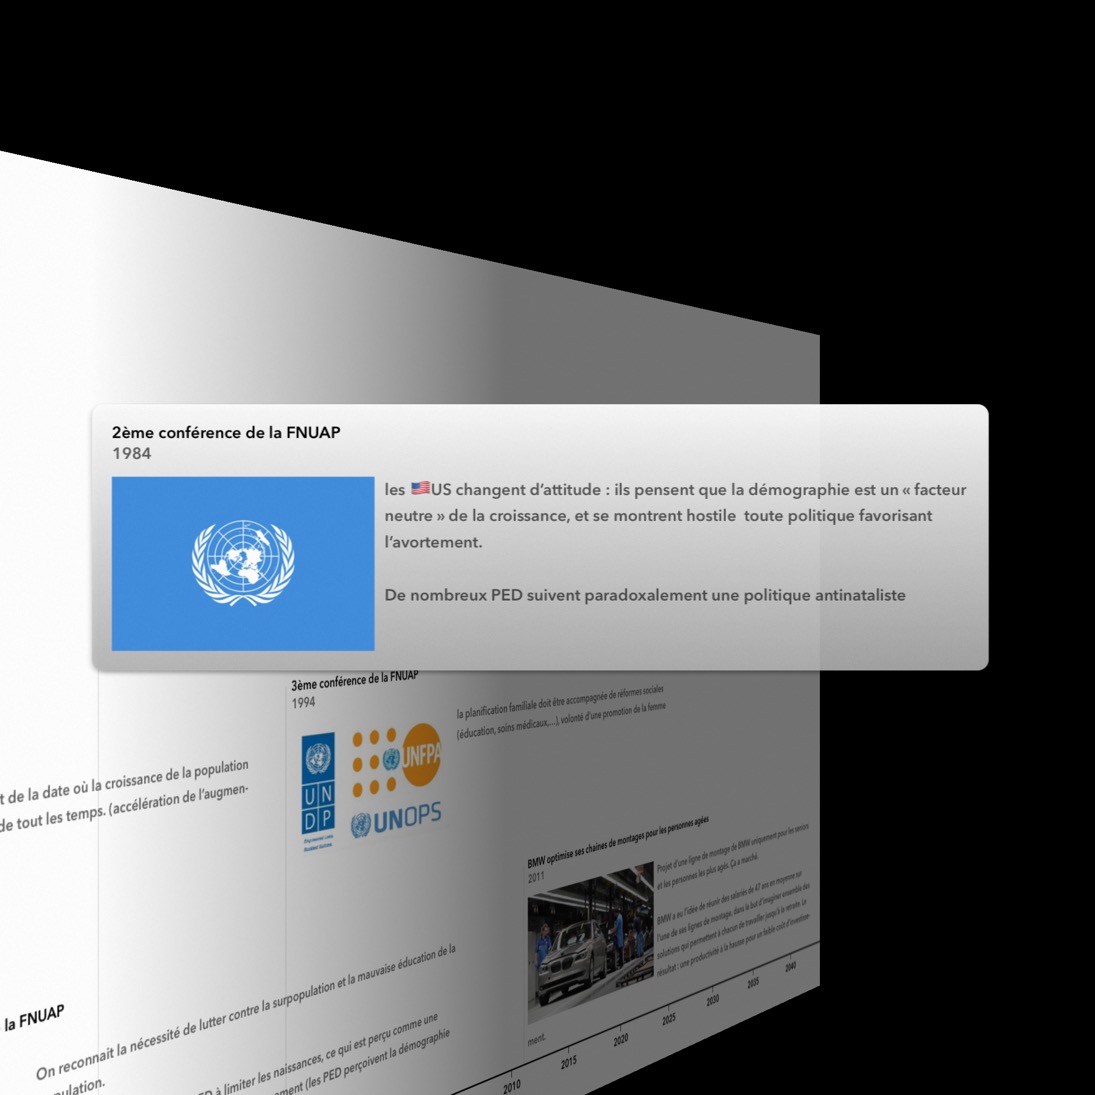 2ème conférence de la FNUAP
1984
les 🇺🇸US changent d’attitude : ils pensent que la démographie est un « facteur
neutre » de la croissance, et se montrent hostile  toute politique favorisant
l’avortement.
De nombreux PED suivent paradoxalement une politique antinataliste
3ème conférence de la FNUAP
1994
la planification familiale doit être accompagnée de réformes sociales
(éducation, soins médicaux,...), volonté d’une promotion de la femme
UN
DP
UNFPA
UNOPS
t de la date où la croissance de la population
de tout les temps. (accélération de l’augmen-
BMW optimise ses chaines de montages pour les personnes agées
2011
Projet d’une ligne de montage de BMW uniquement pour les seniors
et les personnes les plus agés. Ça a marché.
BMW a eu l’idée de réunir des salariés de 47 ans en moyenne sur
l’une de ses lignes de montage, dans le but d’imaginer ensemble des
solutions qui permettent à chacun de travailler jusqu’à la retraite. Le
résultat : une productivité à la hausse pour un faible coût d’investisse-
ment.
la FNUAP
On reconnait la nécessité de lutter contre la surpopulation et la mauvaise éducation de la
pulation.
PED à limiter les naissances, ce qui est perçu comme une
ment (les PED perçoivent la démographie
2010
2015
2020
2025
2030
2035
2040